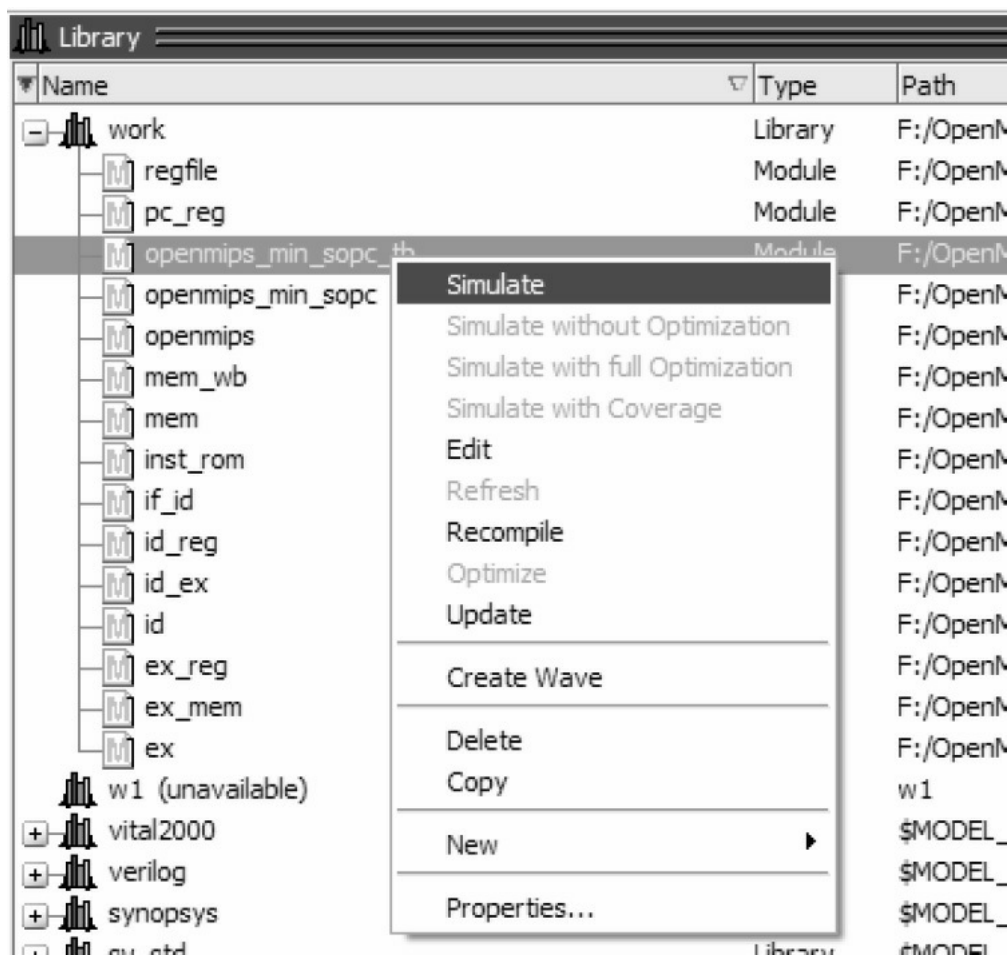 Library
Name Type Path
work Library F:/OpenM
regfile Module F:/OpenM
pc_reg Module F:/OpenM
openmips_min_sopc_tb Module F:/OpenM
openmips_min_sopc F:/OpenM
openmips F:/OpenM
mem_wb F:/OpenM
mem F:/OpenM
inst_rom F:/OpenM
if_id F:/OpenM
id_reg F:/OpenM
id_ex F:/OpenM
id F:/OpenM
ex_reg F:/OpenM
ex_mem F:/OpenM
ex F:/OpenM
w1 (unavailable) w1
vital2000 $MODEL_
verilog $MODEL_
synopsys $MODEL_
sv_std Library $MODEL_
Simulate
Simulate without Optimization
Simulate with full Optimization
Simulate with Coverage
Edit
Refresh
Recompile
Optimize
Update
Create Wave
Delete
Copy
New
Properties...